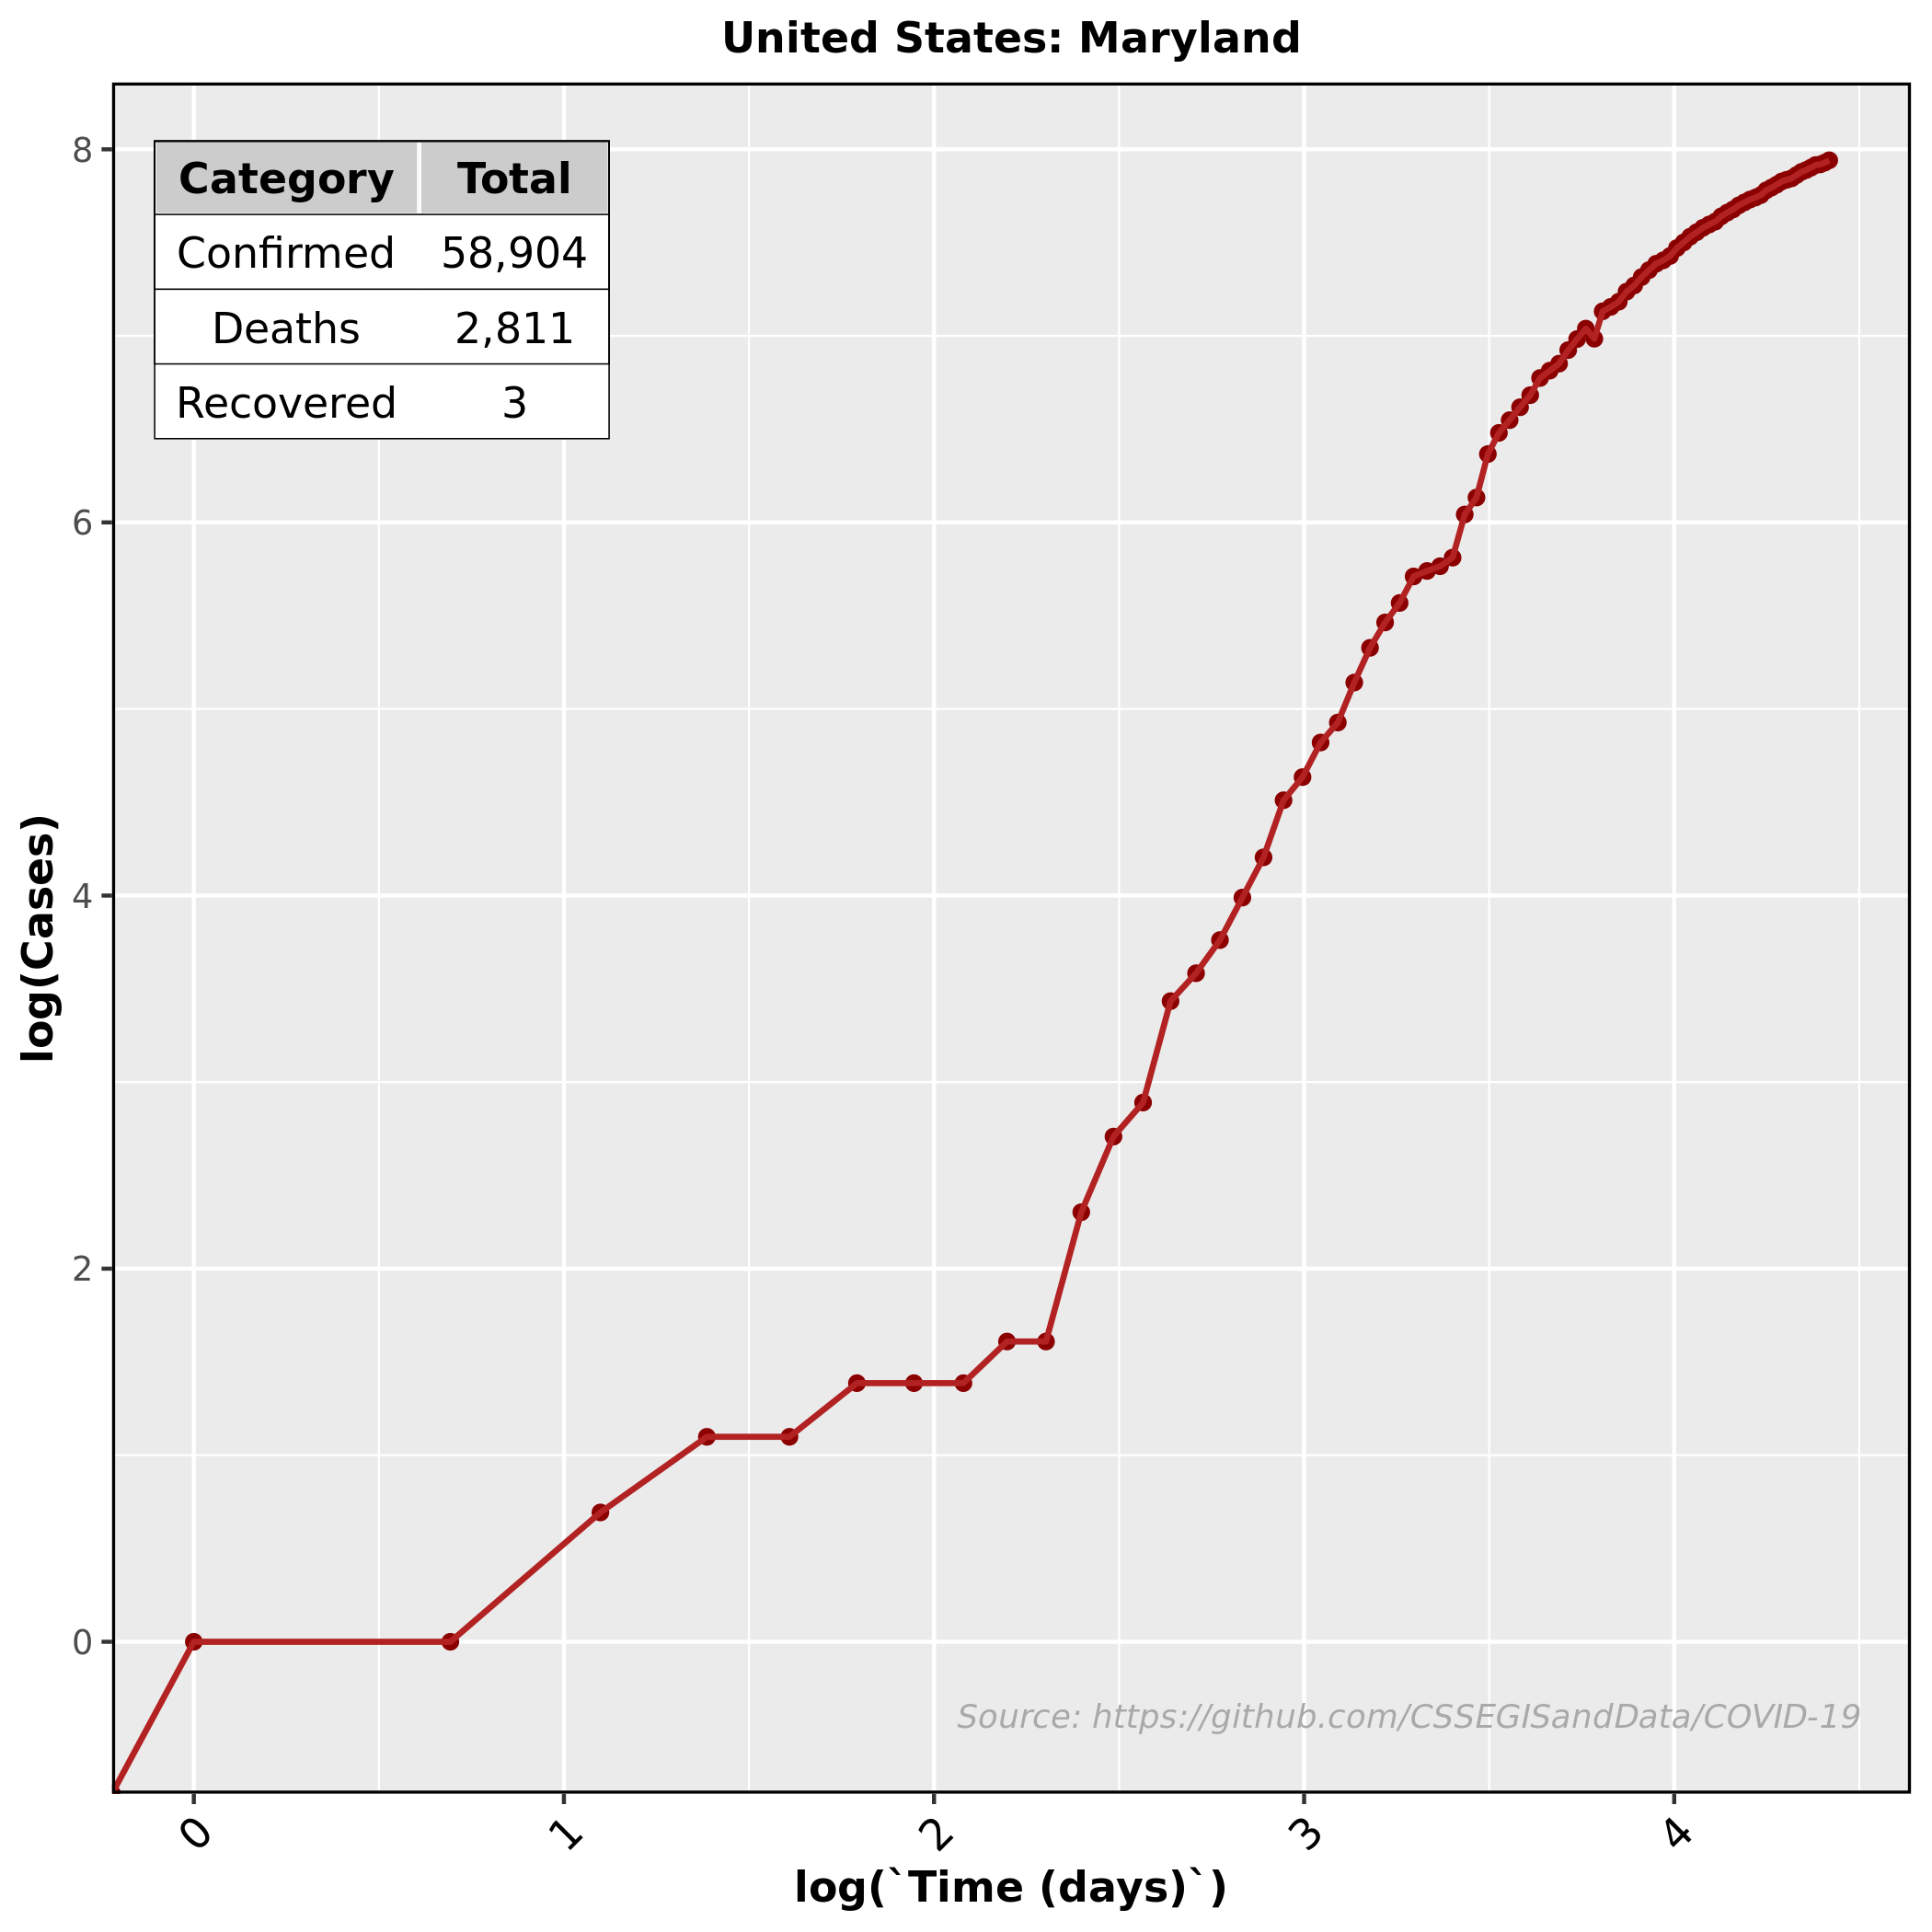 United States: Maryland
Category Total
Confirmed 58,904
Deaths 2,811
Recovered 3
8
6
4
2
0
log(Cases)
Source: https://github.com/CSSEGISandData/COVID-19
0 1 2 3 4
log(`Time (days)`)